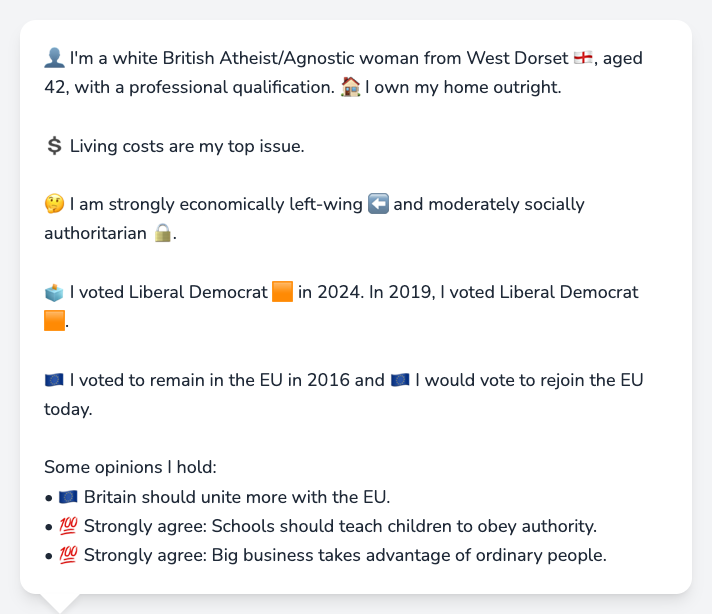 👤 I'm a white British Atheist/Agnostic woman from West Dorset 🏴󠁧󠁢󠁥󠁮󠁧󠁿, aged
42, with a professional qualification. 🏠 I own my home outright.
💲 Living costs are my top issue.
🤔 I am strongly economically left-wing ⬅️ and moderately socially
authoritarian 🔒.
🗳️ I voted Liberal Democrat 🟧 in 2024. In 2019, I voted Liberal Democrat
🟧.
🇪🇺 I voted to remain in the EU in 2016 and 🇪🇺 I would vote to rejoin the EU
today.
Some opinions I hold:
• 🇪🇺 Britain should unite more with the EU.
• 💯 Strongly agree: Schools should teach children to obey authority.
• 💯 Strongly agree: Big business takes advantage of ordinary people.